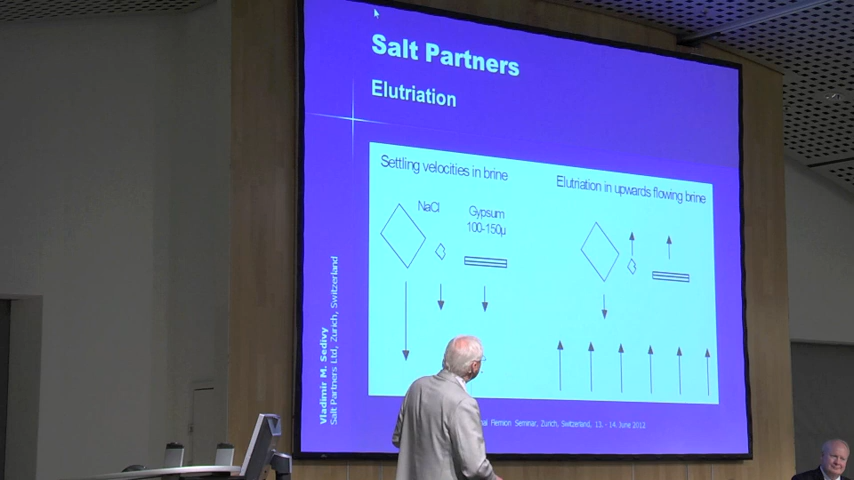 Salt Partners
Elutriation
Settling velocities in brine
NaCl
Gypsum
100-150µ
Elutriation in upwards flowing brine
Vladimir M. Sedivy
Salt Partners Ltd, Zurich, Switzerland
Seminar, Zurich, Switzerland, 13. - 14. June 2012